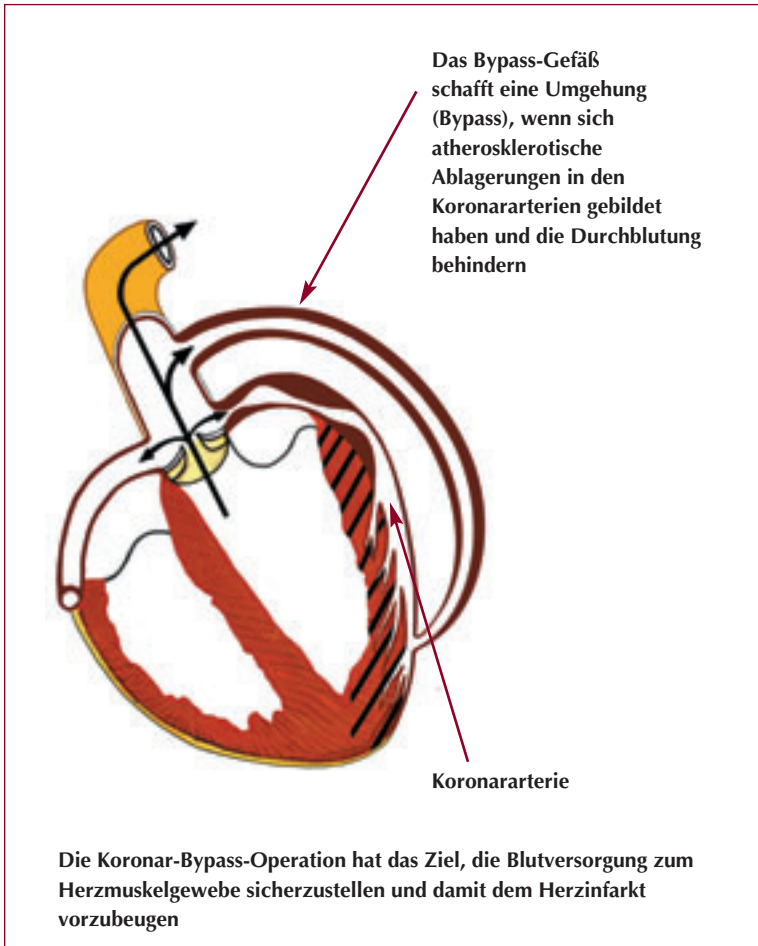 Das Bypass-Gefäß
schafft eine Umgehung
(Bypass), wenn sich
atherosklerotische
Ablagerungen in den
Koronararterien gebildet
haben und die Durchblutung
behindern
Koronararterie
Die Koronar-Bypass-Operation hat das Ziel, die Blutversorgung zum
Herzmuskelgewebe sicherzustellen und damit dem Herzinfarkt
vorzubeugen